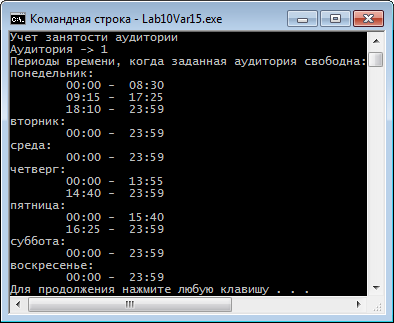 Командная строка - Lab10Var15.exe
Учет занятости аудитории
Аудитория -> 1
Периоды времени, когда заданная аудитория свободна:
понедельник:
00:00 - 08:30
09:15 - 17:25
18:10 - 23:59
вторник:
00:00 - 23:59
среда:
00:00 - 23:59
четверг:
00:00 - 13:55
14:40 - 23:59
пятница:
00:00 - 15:40
16:25 - 23:59
суббота:
00:00 - 23:59
воскресенье:
00:00 - 23:59
Для продолжения нажмите любую клавишу . . .